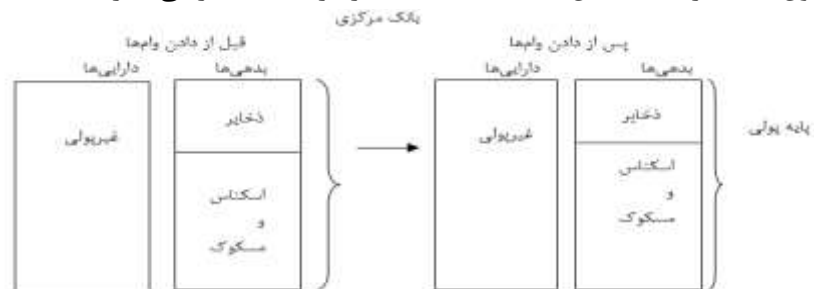 بانک مرکزی
قبل از دادن وام‌ها
پس از دادن وام‌ها
دارایی‌ها
بدهی‌ها
دارایی‌ها
بدهی‌ها
غیرپولی
ذخایر
اسکناس
و
مسکوک
غیرپولی
ذخایر
اسکناس
و
مسکوک
پایه پولی